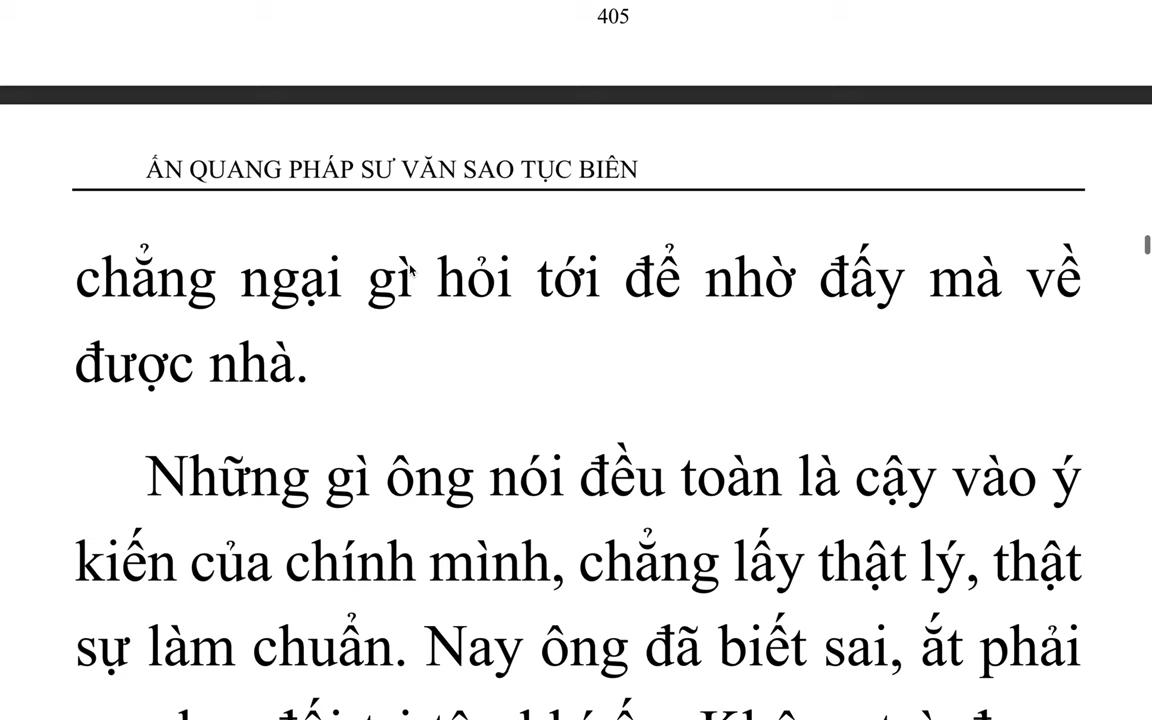 405
ẤN QUANG PHÁP SƯ VĂN SAO TỤC BIÊN
chẳng ngại gì hỏi tới để nhờ đấy mà về
được nhà.
Những gì ông nói đều toàn là cậy vào ý
kiến của chính mình, chẳng lấy thật lý, thật
sự làm chuẩn. Nay ông đã biết sai, ắt phải